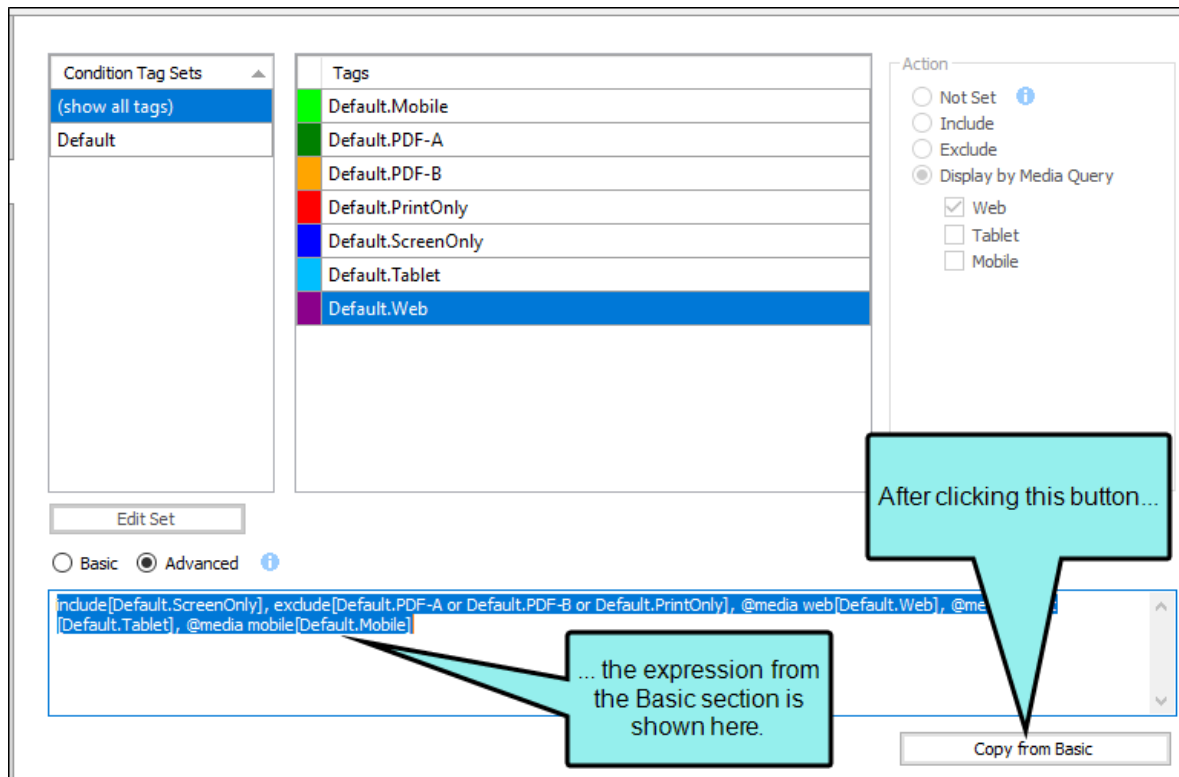 Condition Tag Sets
(show all tags)
Default
Tags
Default.Mobile
Default.PDF-A
Default.PDF-B
Default.PrintOnly
Default.ScreenOnly
Default.Tablet
Default.Web
Action
Not Set
Include
Exclude
Display by Media Query
Web
Tablet
Mobile
Edit Set
Basic
Advanced
include[Default.ScreenOnly], exclude[Default.PDF-A or Default.PDF-B or Default.PrintOnly], @media web[Default.Web],
[Default.Tablet], @media mobile[Default.Mobile]
After clicking this button...
... the expression from
the Basic section is
shown here.
Copy from Basic